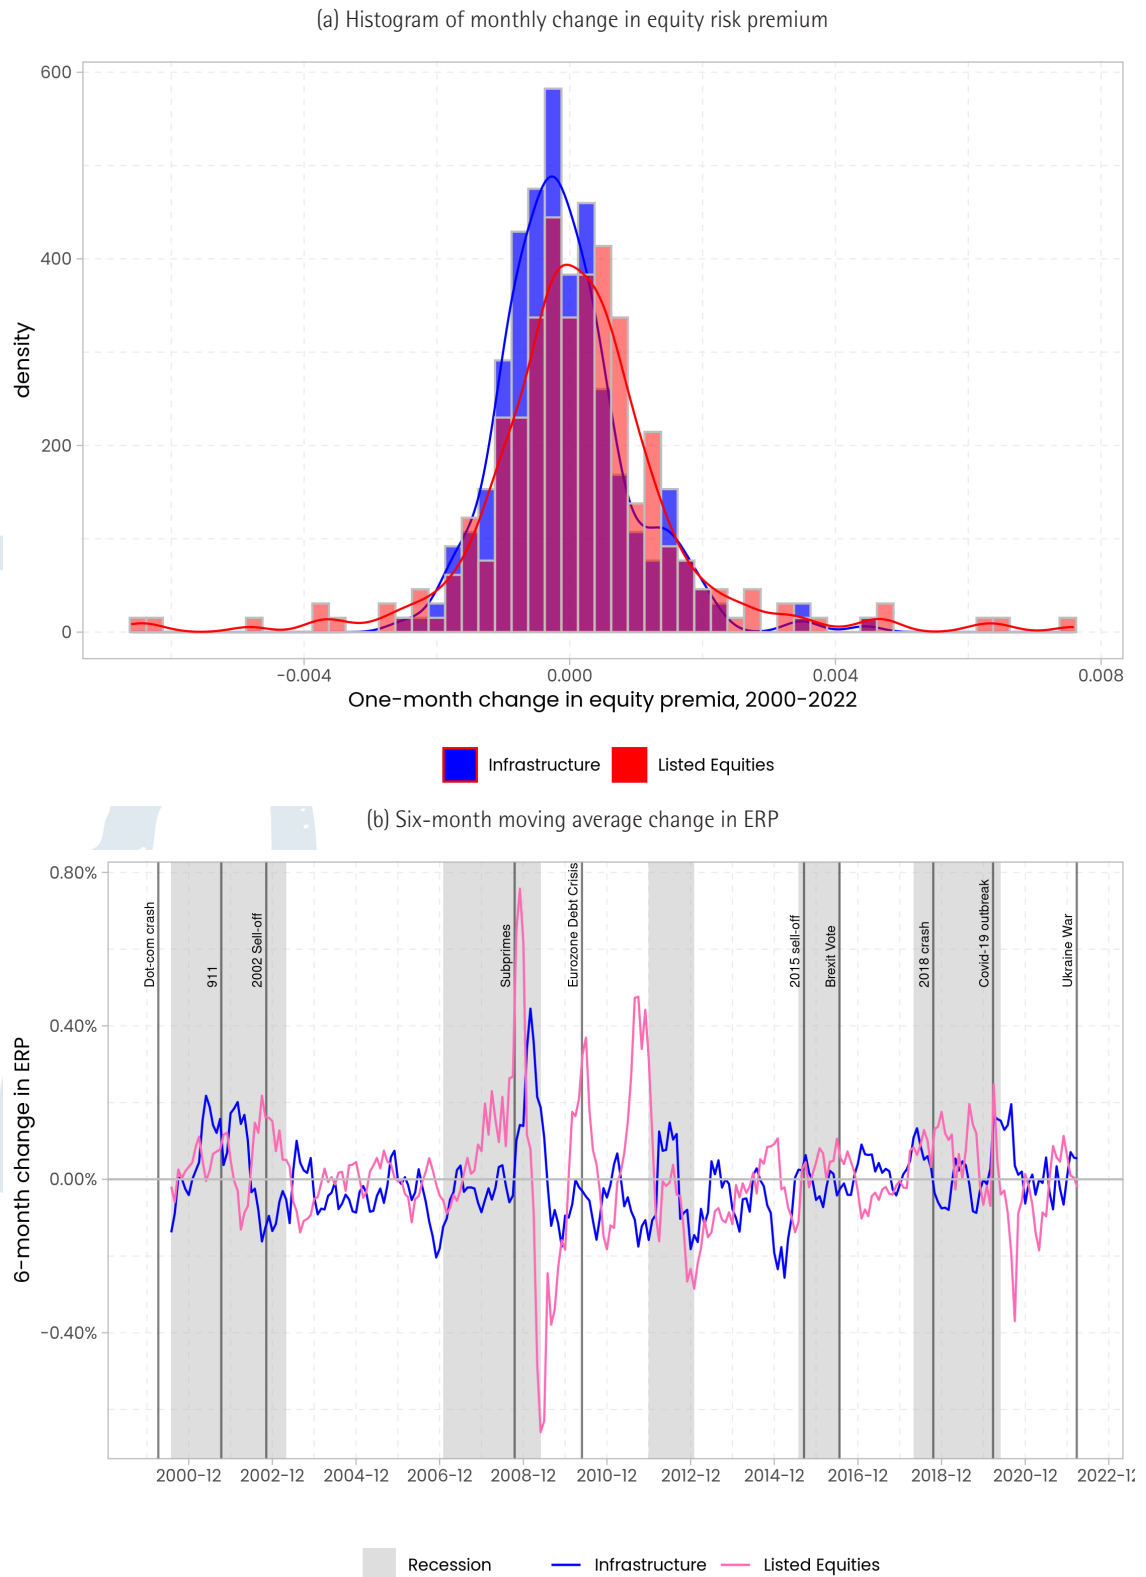 (a) Histogram of monthly change in equity risk premium
600
400
200
0
density
−0.004
0.000
0.004
0.008
One-month change in equity premia, 2000-2022
Infrastructure
Listed Equities
(b) Six-month moving average change in ERP
0.80%
0.40%
0.00%
−0.40%
6-month change in ERP
Dot-com crash
911
2002 Sell-off
Subprimes
Eurozone Debt Crisis
2015 sell-off
Brexit Vote
2018 crash
Covid-19 outbreak
Ukraine War
2000-12
2002-12
2004-12
2006-12
2008-12
2010-12
2012-12
2014-12
2016-12
2018-12
2020-12
2022-12
Recession
Infrastructure
Listed Equities